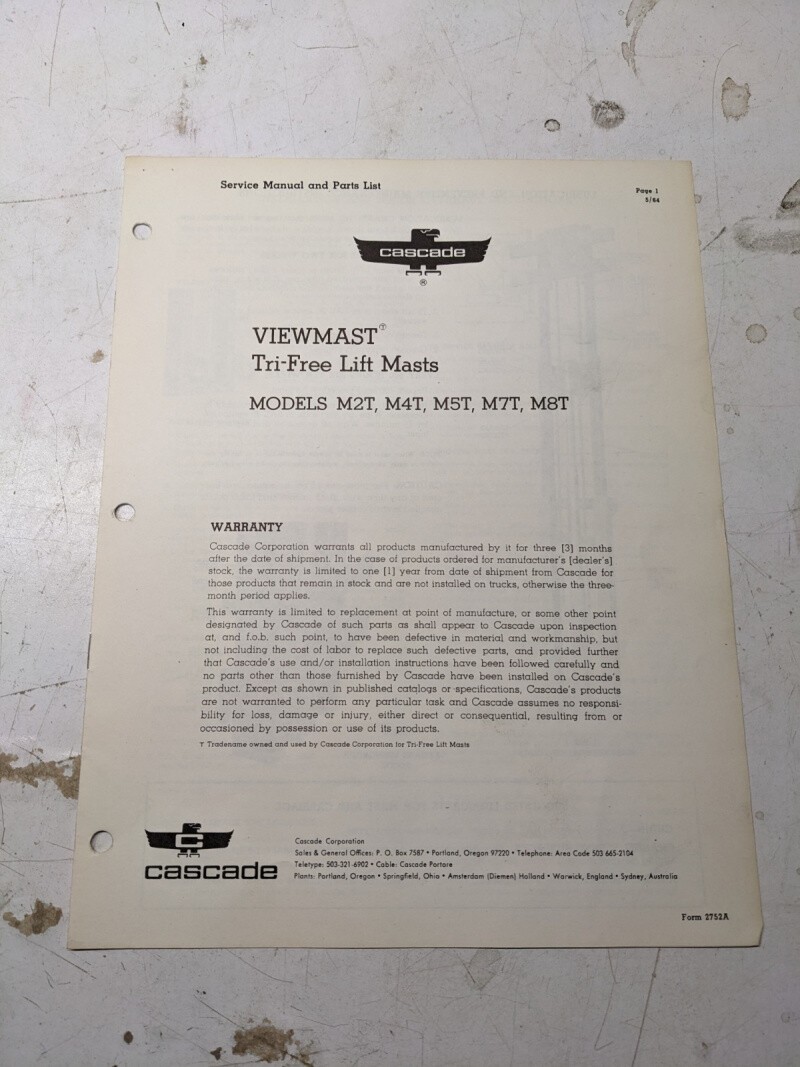 Service Manual and Parts List
Page 1
5/64
cascade
®
VIEWMAST Ⓣ
Tri-Free Lift Masts
MODELS M2T, M4T, M5T, M7T, M8T
WARRANTY
Cascade Corporation warrants all products manufactured by it for three [3] months
after the date of shipment. In the case of products ordered for manufacturer's [dealer's]
stock, the warranty is limited to one [1] year from date of shipment from Cascade for
those products that remain in stock and are not installed on trucks, otherwise the three-
month period applies.
This warranty is limited to replacement at point of manufacture, or some other point
designated by Cascade of such parts as shall appear to Cascade upon inspection
at, and f.o.b. such point, to have been defective in material and workmanship, but
not including the cost of labor to replace such defective parts, and provided further
that Cascade's use and/or installation instructions have been followed carefully and
no parts other than those furnished by Cascade have been installed on Cascade's
product. Except as shown in published catalogs or specifications, Cascade's products
are not warranted to perform any particular task and Cascade assumes no responsi-
bility for loss, damage or injury, either direct or consequential, resulting from or
occasioned by possession or use of its products.
T Tradename owned and used by Cascade Corporation for Tri-Free Lift Masts
C
cascade
Cascade Corporation
Sales & General Offices: P. O. Box 7587 • Portland, Oregon 97220 • Telephone: Area Code 503 665-2104
Teletype: 503-321-6902 • Cable: Cascade Portore
Plants: Portland, Oregon • Springfield, Ohio • Amsterdam (Diemen) Holland • Warwick, England • Sydney, Australia
Form 2752A